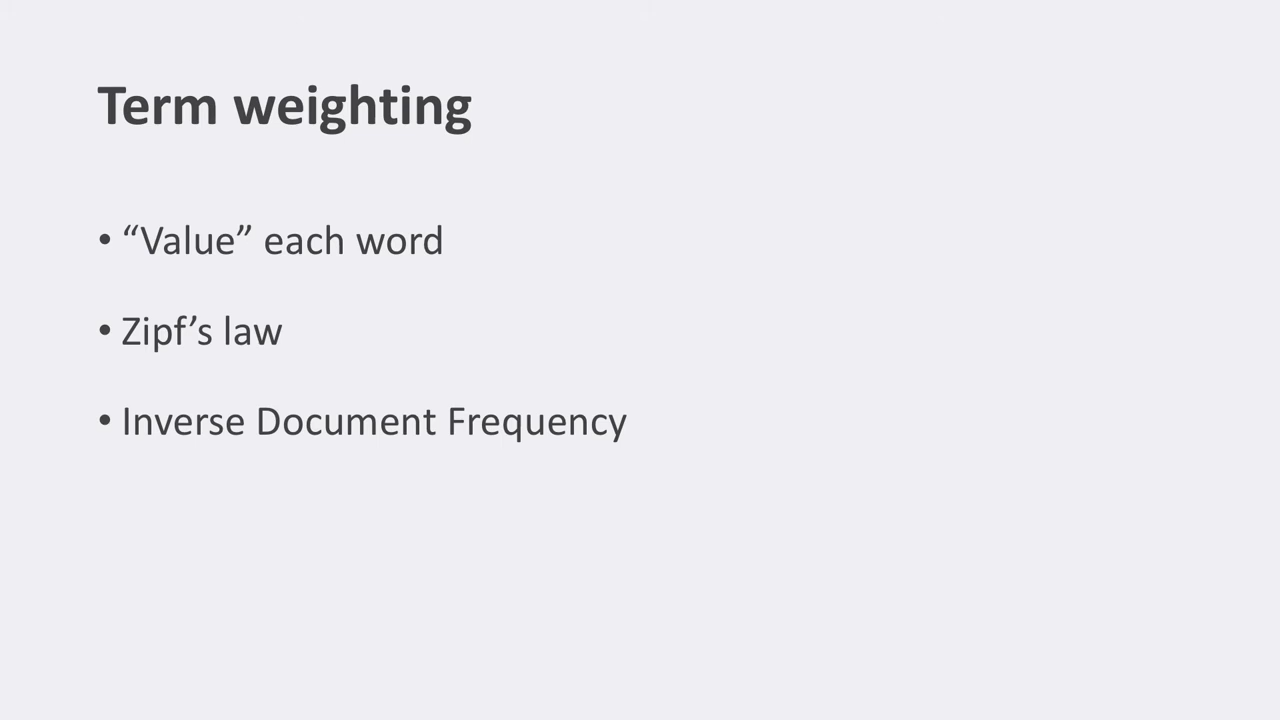 Term weighting
• “Value” each word
• Zipf’s law
• Inverse Document Frequency